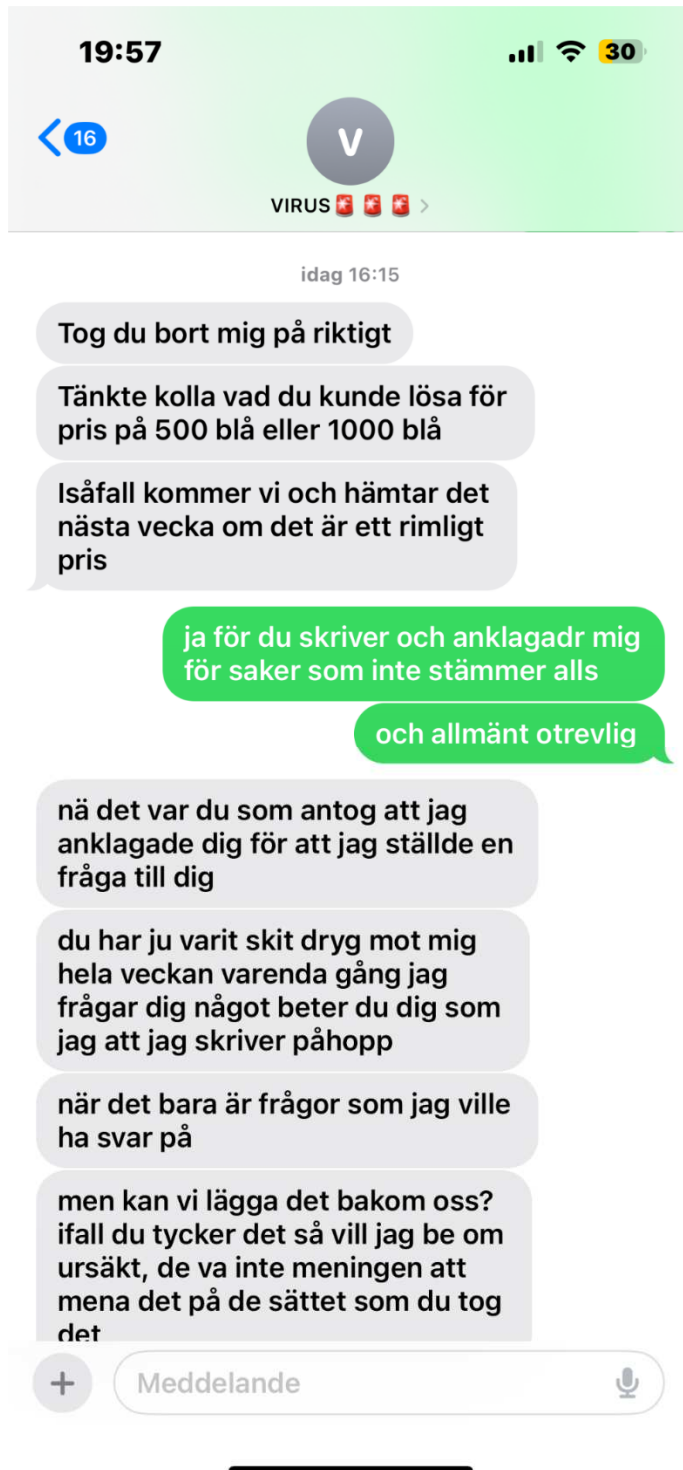 19:57
30
16
V
VIRUS🚨🚨🚨
idag 16:15
Tog du bort mig på riktigt
Tänkte kolla vad du kunde lösa för
pris på 500 blå eller 1000 blå
Isåfall kommer vi och hämtar det
nästa vecka om det är ett rimligt
pris
ja för du skriver och anklagadr mig
för saker som inte stämmer alls
och allmänt otrevlig
nä det var du som antog att jag
anklagade dig för att jag ställde en
fråga till dig
du har ju varit skit dryg mot mig
hela veckan varenda gång jag
frågar dig något beter du dig som
jag att jag skriver påhopp
när det bara är frågor som jag ville
ha svar på
men kan vi lägga det bakom oss?
ifall du tycker det så vill jag be om
ursäkt, de va inte meningen att
mena det på de sättet som du tog
det
Meddelande